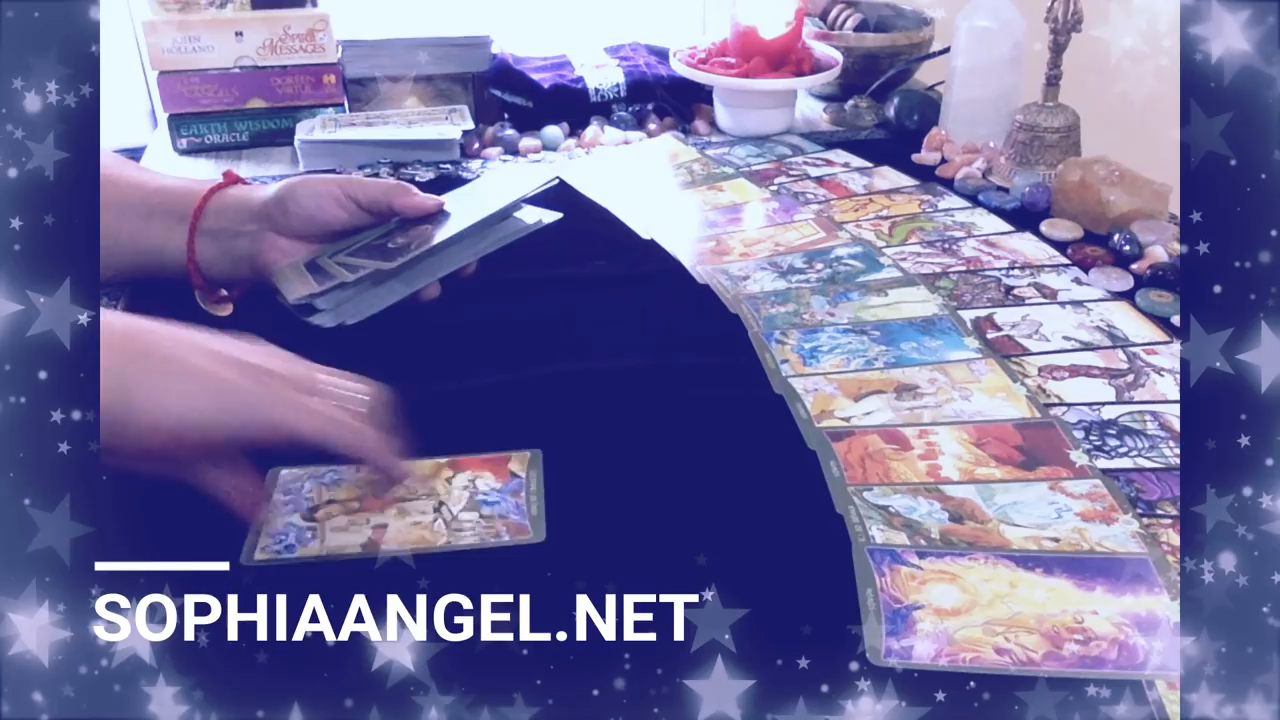 JOHN HOLLAND
Spirit Messages
DOREEN VIRTUE
EARTH WISDOM
ORACLE
SOPHIAANGEL.NET